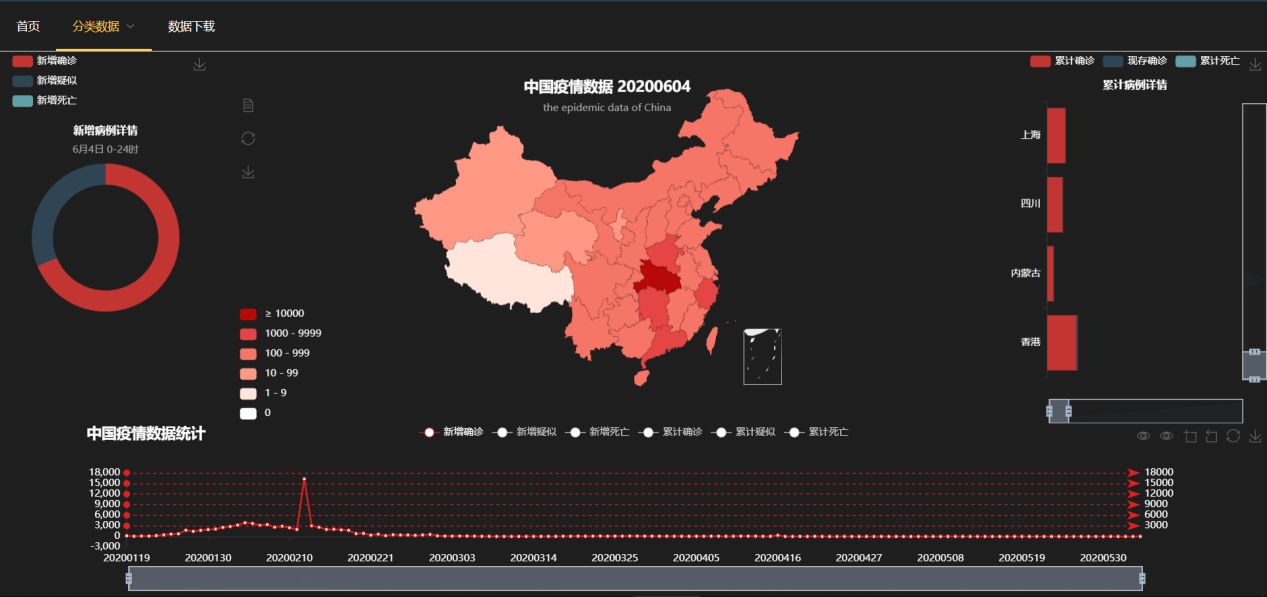 首页 分类数据 数据下载
新增确诊
新增疑似
新增死亡
新增病例详情
6月4日 0-24时
中国疫情数据 20200604
the epidemic data of China
≥ 10000
1000 - 9999
100 - 999
10 - 99
1 - 9
0
累计确诊 现存确诊 累计死亡
累计病例详情
上海
四川
内蒙古
香港
中国疫情数据统计
新增确诊 新增疑似 新增死亡 累计确诊 累计疑似 累计死亡
18,000
15,000
12,000
9,000
6,000
3,000
0
-3,000
18000
15000
12000
9000
6000
3000
20200119 20200130 20200210 20200221 20200303 20200314 20200325 20200405 20200416 20200427 20200508 20200519 20200530